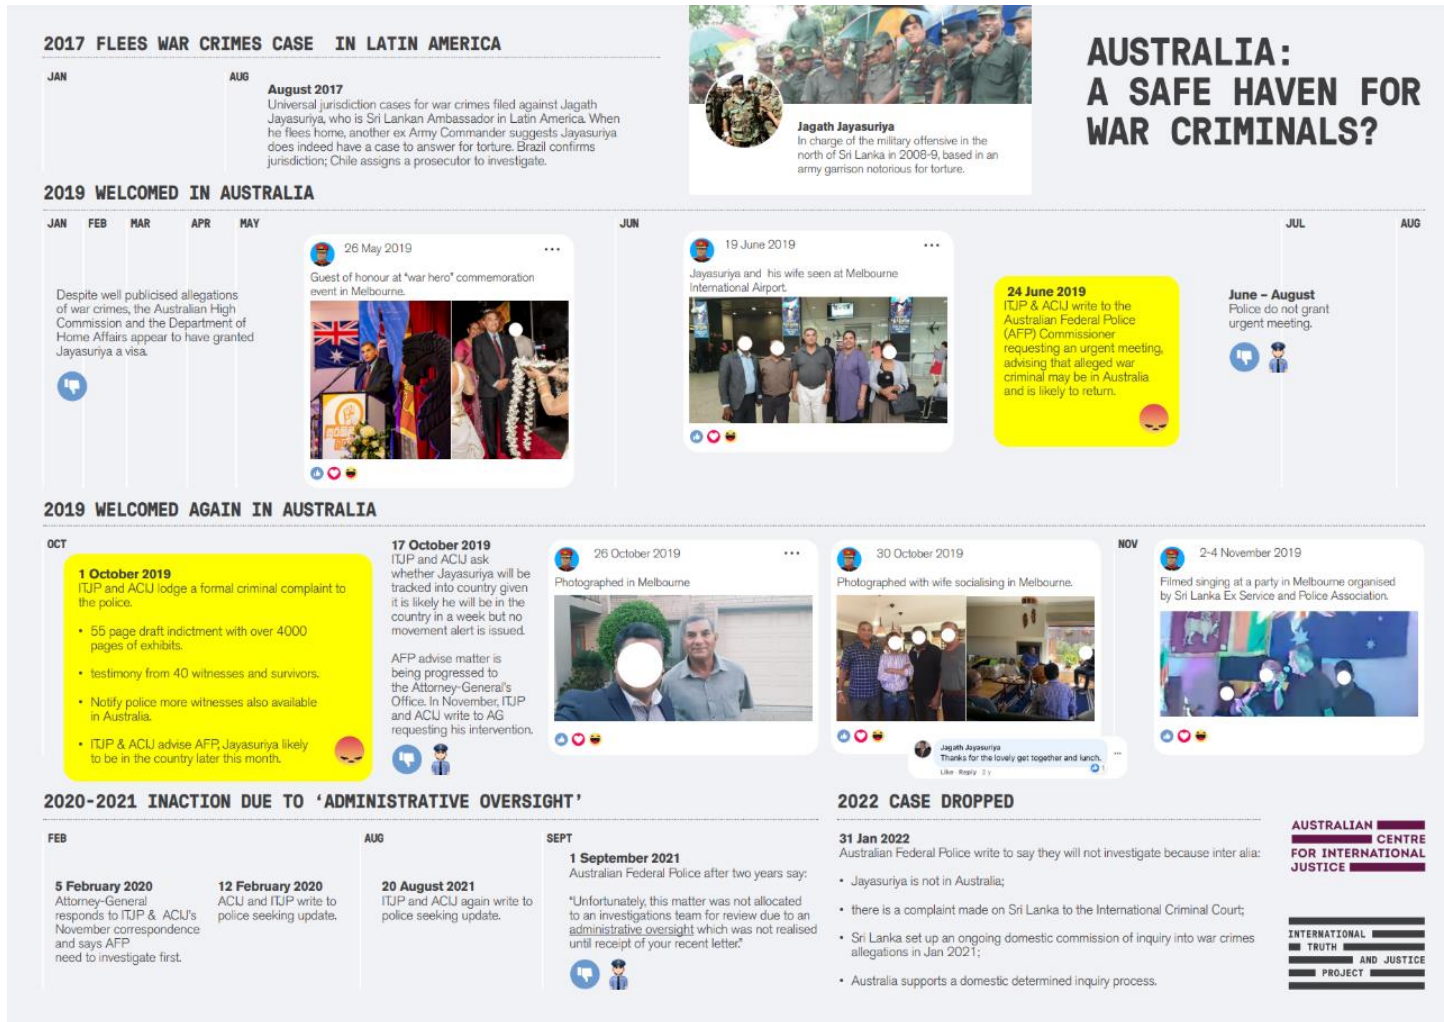 2017 FLEES WAR CRIMES CASE IN LATIN AMERICA
JAN
AUG
August 2017
Universal jurisdiction cases for war crimes filed against Jagath
Jayasuriya, who is Sri Lankan Ambassador in Latin America. When
he flees home, another ex Army Commander suggests Jayasuriya
does indeed have a case to answer for torture. Brazil confirms
jurisdiction; Chile assigns a prosecutor to investigate.
Jagath Jayasuriya
In charge of the military offensive in the
north of Sri Lanka in 2008-9, based in an
army garrison notorious for torture.
AUSTRALIA:
A SAFE HAVEN FOR
WAR CRIMINALS?
2019 WELCOMED IN AUSTRALIA
JAN
FEB
MAR
APR
MAY
JUN
JUL
AUG
Despite well publicised allegations
of war crimes, the Australian High
Commission and the Department of
Home Affairs appear to have granted
Jayasuriya a visa.
26 May 2019
Guest of honour at "war hero" commemoration
event in Melbourne.
19 June 2019
Jayasuriya and his wife seen at Melbourne
International Airport.
24 June 2019
ITJP & ACIJ write to the
Australian Federal Police
(AFP) Commissioner
requesting an urgent meeting,
advising that alleged war
criminal may be in Australia
and is likely to return.
June – August
Police do not grant
urgent meeting.
2019 WELCOMED AGAIN IN AUSTRALIA
OCT
1 October 2019
ITJP and ACIJ lodge a formal criminal complaint to
the police.
• 55 page draft indictment with over 4000
pages of exhibits.
• testimony from 40 witnesses and survivors.
• Notify police more witnesses also available
in Australia.
• ITJP & ACIJ advise AFP, Jayasuriya likely
to be in the country later this month.
17 October 2019
ITJP and ACIJ ask
whether Jayasuriya will be
tracked into country given
it is likely he will be in the
country in a week but no
movement alert is issued.
AFP advise matter is
being progressed to
the Attorney-General's
Office. In November, ITJP
and ACIJ write to AG
requesting his intervention.
26 October 2019
Photographed in Melbourne
30 October 2019
Photographed with wife socialising in Melbourne.
Jagath Jayasuriya
Thanks for the lovely get together and lunch.
Like Reply 2 y
1
NOV
2-4 November 2019
Filmed singing at a party in Melbourne organised
by Sri Lanka Ex Service and Police Association.
2020-2021 INACTION DUE TO 'ADMINISTRATIVE OVERSIGHT'
FEB
AUG
SEPT
5 February 2020
Attorney-General
responds to ITJP & ACIJ's
November correspondence
and says AFP
need to investigate first.
12 February 2020
ACIJ and ITJP write to
police seeking update.
20 August 2021
ITJP and ACIJ again write to
police seeking update.
1 September 2021
Australian Federal Police after two years say:
"Unfortunately, this matter was not allocated
to an investigations team for review due to an
administrative oversight which was not realised
until receipt of your recent letter."
2022 CASE DROPPED
31 Jan 2022
Australian Federal Police write to say they will not investigate because inter alia:
• Jayasuriya is not in Australia;
• there is a complaint made on Sri Lanka to the International Criminal Court;
• Sri Lanka set up an ongoing domestic commission of inquiry into war crimes
allegations in Jan 2021;
• Australia supports a domestic determined inquiry process.
AUSTRALIAN
CENTRE
FOR INTERNATIONAL
JUSTICE
INTERNATIONAL
TRUTH
AND JUSTICE
PROJECT